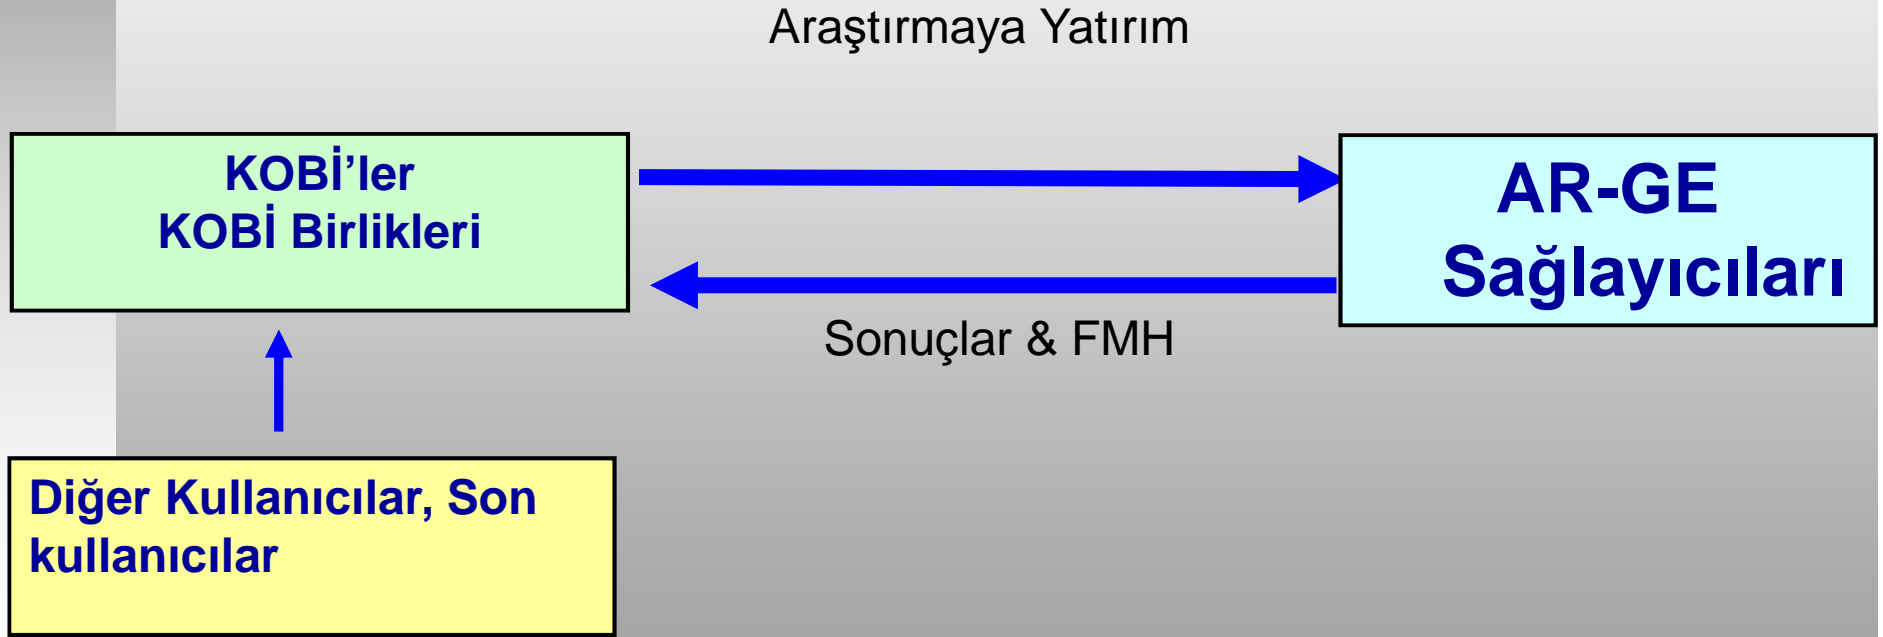 Araştırmaya Yatırım
KOBİ’ler
KOBİ Birlikleri
AR-GE
Sağlayıcıları
Sonuçlar & FMH
Diğer Kullanıcılar, Son
kullanıcılar